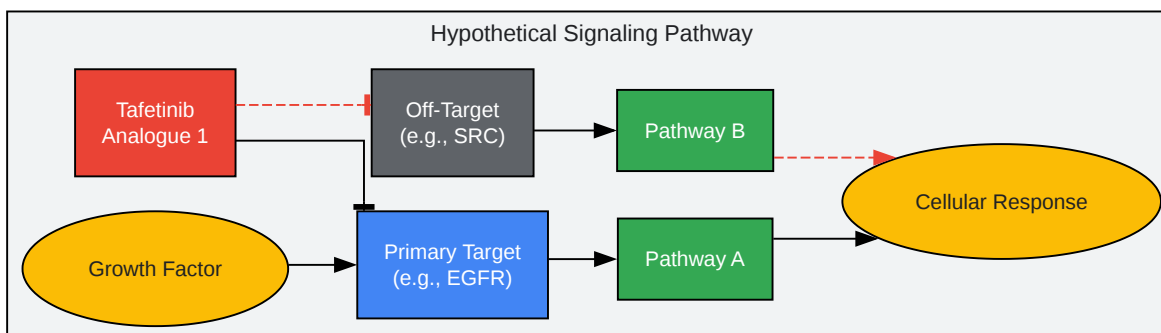 Hypothetical Signaling Pathway
Tafetinib
Analogue 1
Off-Target
(e.g., SRC)
Pathway B
Cellular Response
Growth Factor
Primary Target
(e.g., EGFR)
Pathway A